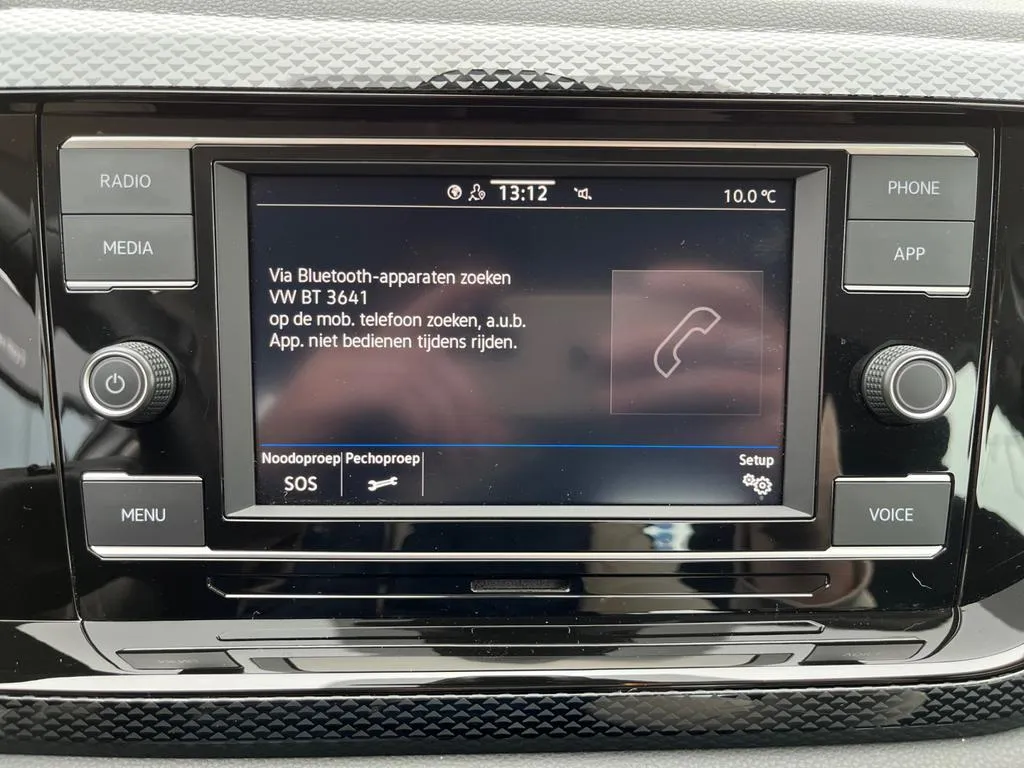 RADIO
13:12
10.0 °C
PHONE
MEDIA
APP
Via Bluetooth-apparaten zoeken
VW BT 3641
op de mob. telefoon zoeken, a.u.b.
App. niet bedienen tijdens rijden.
Noodoproep Pechoproep Setup
SOS
MENU
VOICE